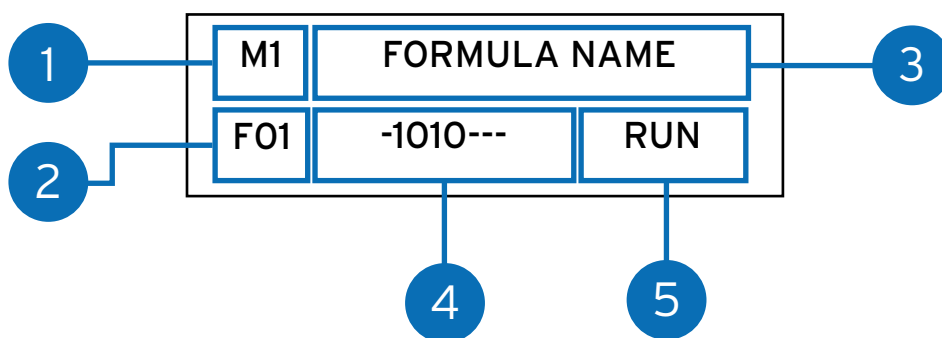 1
M1
FORMULA NAME
3
2
F01
-1010---
RUN
4
5